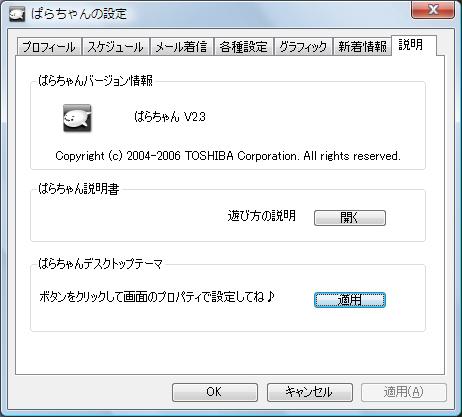 ぱらちゃんの設定
プロフィール スケジュール メール着信 各種設定 グラフィック 新着情報 説明
ぱらちゃんバージョン情報
ぱらちゃん V2.3
Copyright (c) 2004-2006 TOSHIBA Corporation. All rights reserved.
ぱらちゃん説明書
遊び方の説明 開く
ぱらちゃんデスクトップテーマ
ボタンをクリックして画面のプロパティで設定してね♪ 適用
OK キャンセル 適用(A)